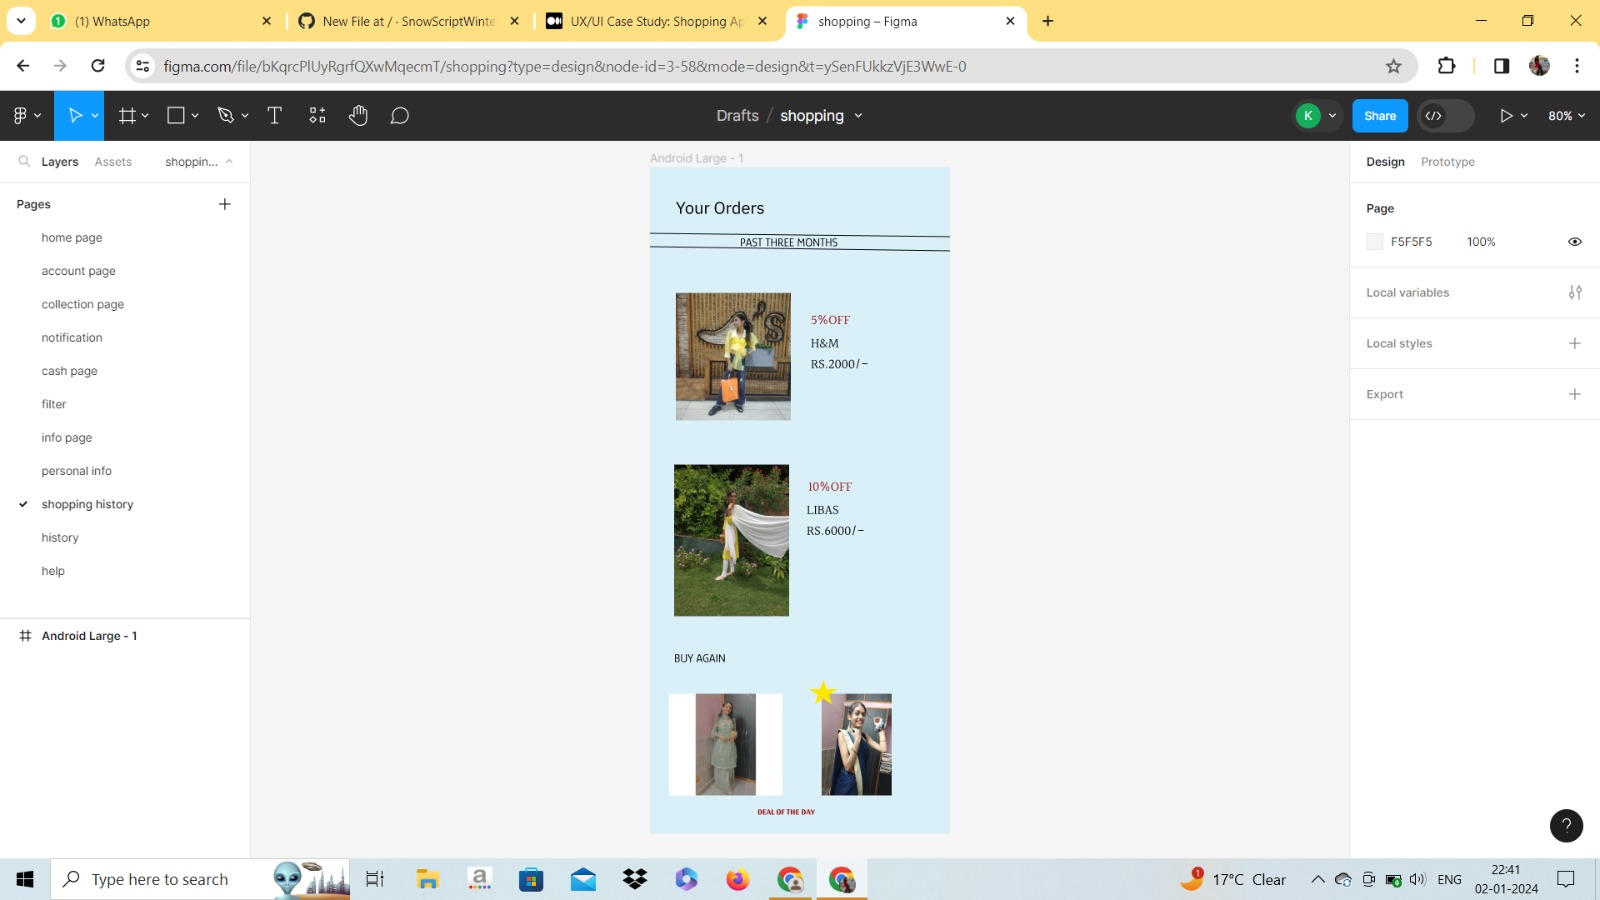 (1) WhatsApp
New File at / · SnowScriptWinte
UX/UI Case Study: Shopping Ap
shopping – Figma
figma.com/file/bKqrcPlUyRgrfQXwMqecmT/shopping?type=design&node-id=3-58&mode=design&t=ySenFUkkzVjE3WwE-0
Drafts / shopping
K
Share
80%
Layers
Assets
shoppin...
Pages
home page
account page
collection page
notification
cash page
filter
info page
personal info
shopping history
history
help
Android Large - 1
Android Large - 1
Your Orders
PAST THREE MONTHS
5%OFF
H&M
RS.2000/-
10%OFF
LIBAS
RS.6000/-
BUY AGAIN
DEAL OF THE DAY
Design
Prototype
Page
F5F5F5
100%
Local variables
Local styles
Export
?
Type here to search
1
17°C Clear
ENG
22:41
02-01-2024